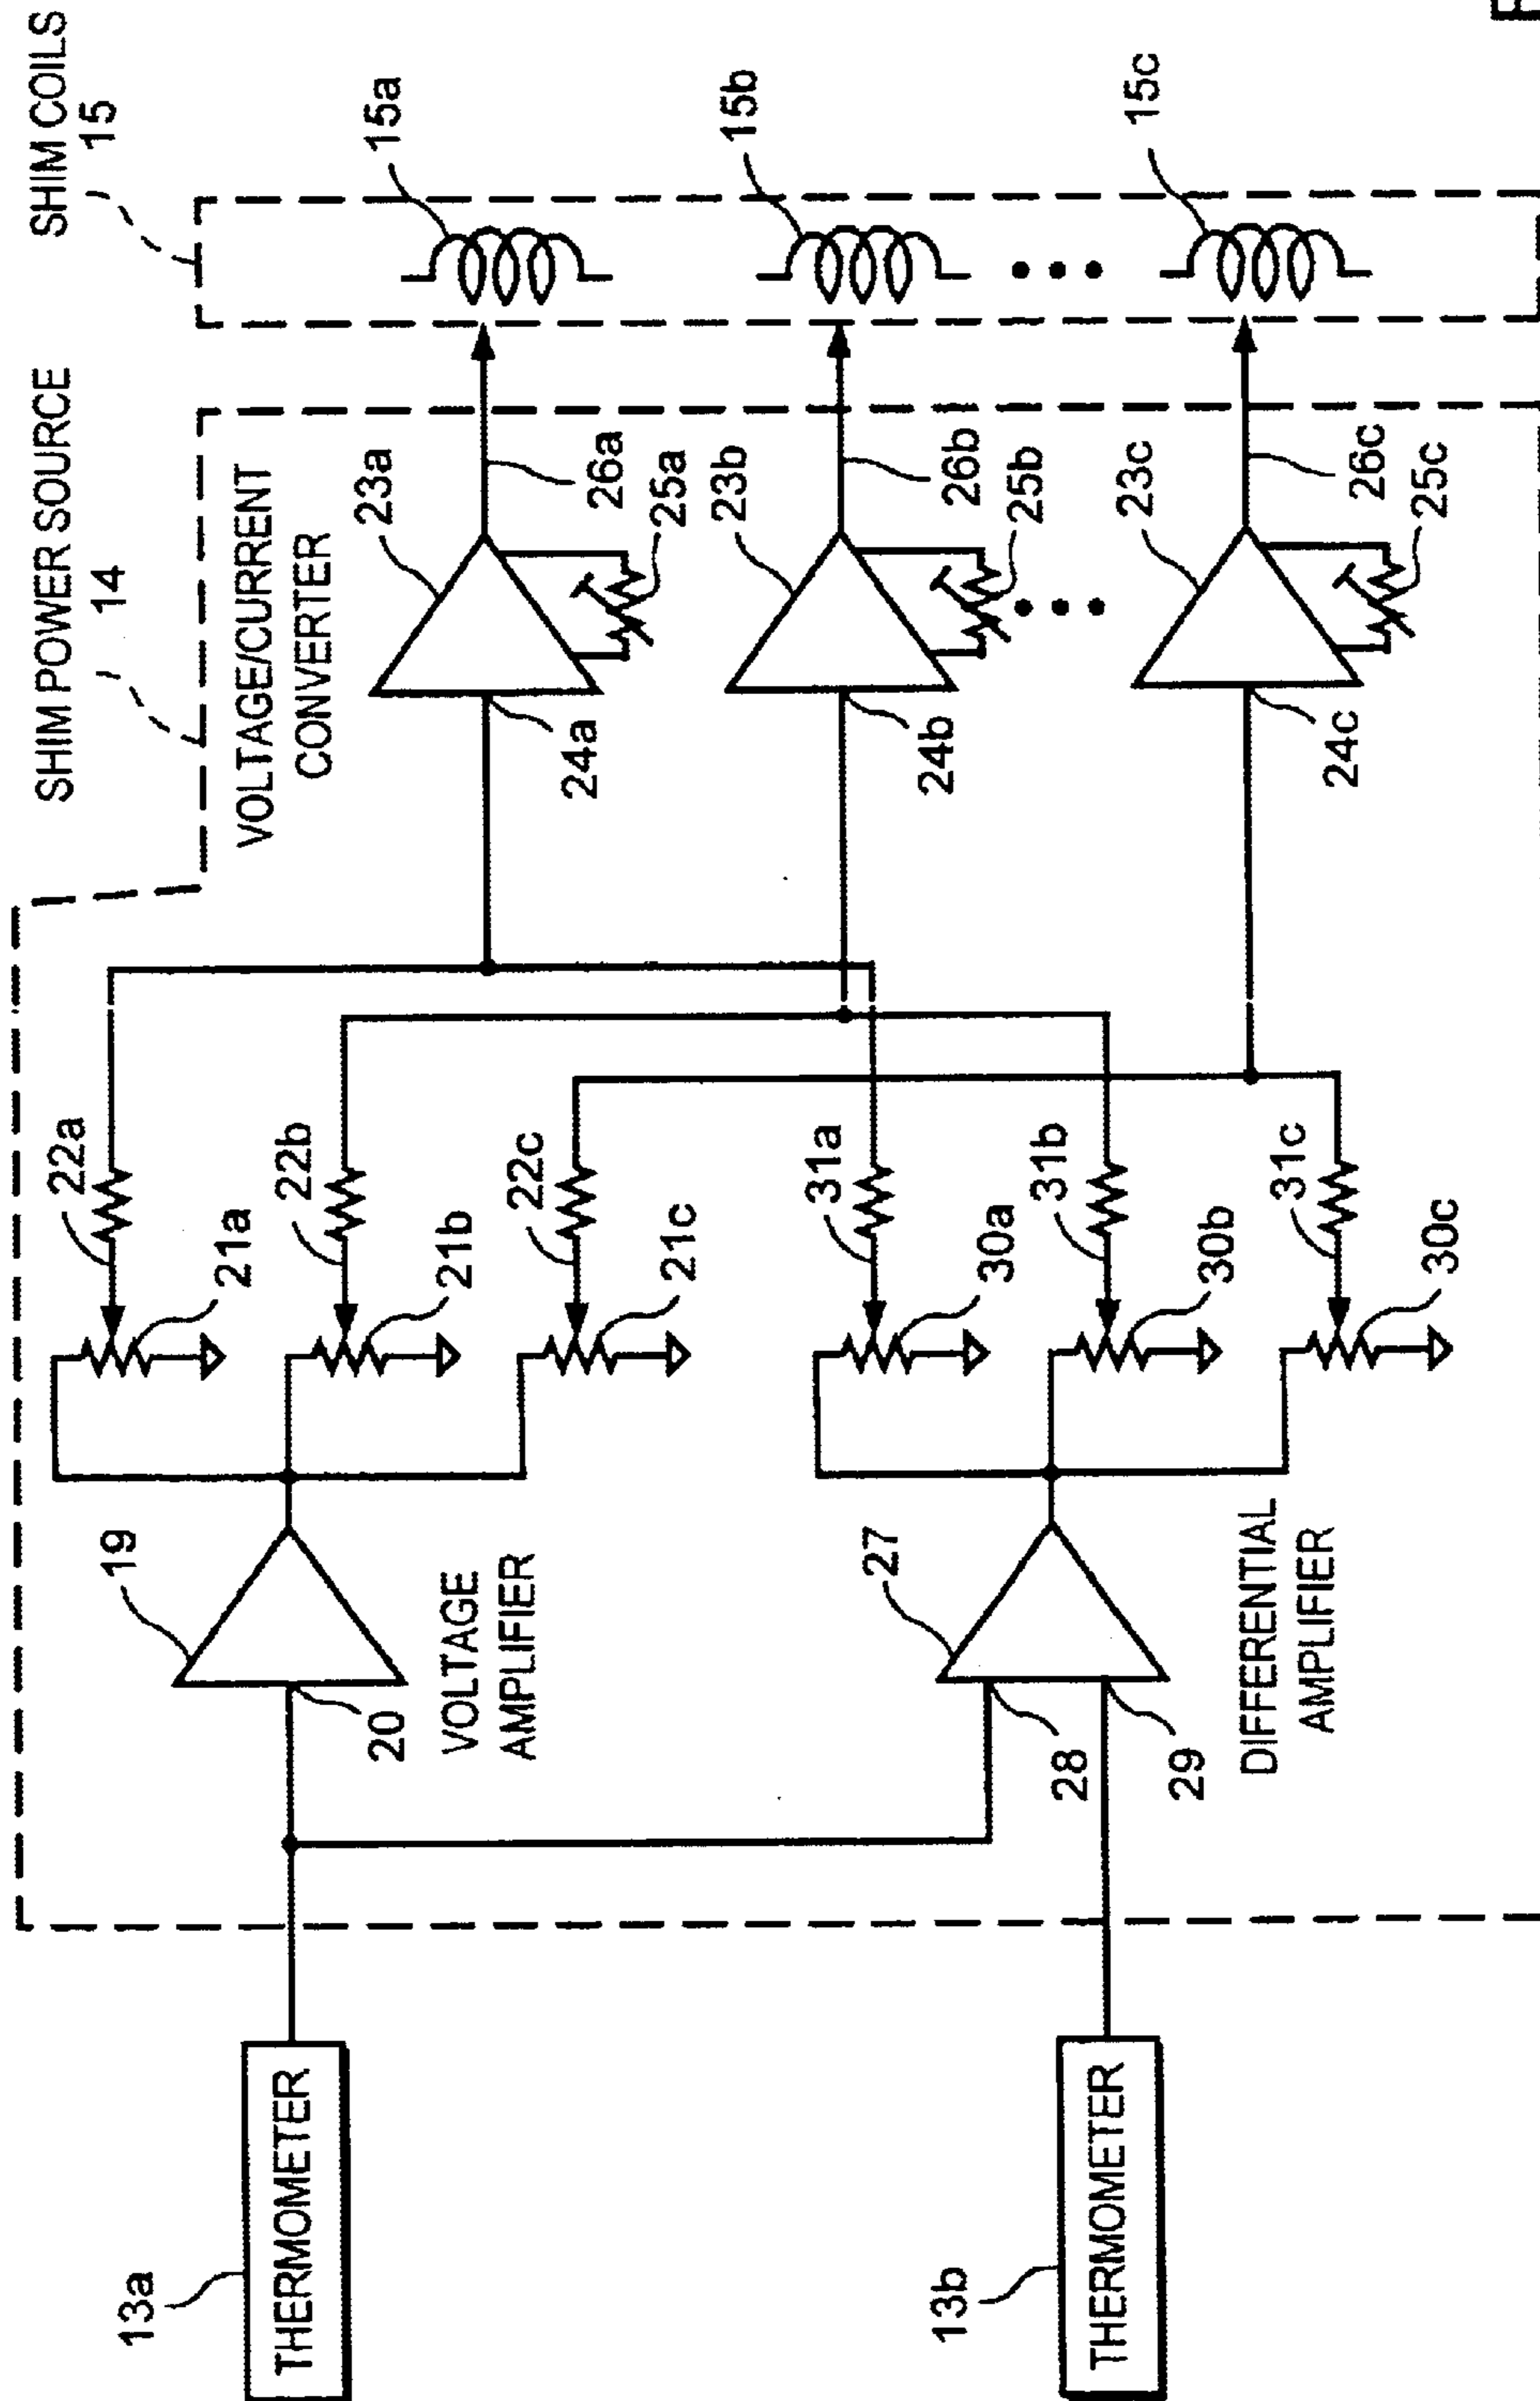 SHIM COILS
15
SHIM POWER SOURCE
14
VOLTAGE/CURRENT
CONVERTER
15a
15b
15c
23a
26a
25a
24a
23b
26b
25b
24b
23c
26c
25c
24c
22a
21a
22b
21b
22c
21c
31a
30a
31b
30b
31c
30c
19
20
VOLTAGE
AMPLIFIER
27
28
29
DIFFERENTIAL
AMPLIFIER
13a
THERMOMETER
13b
THERMOMETER